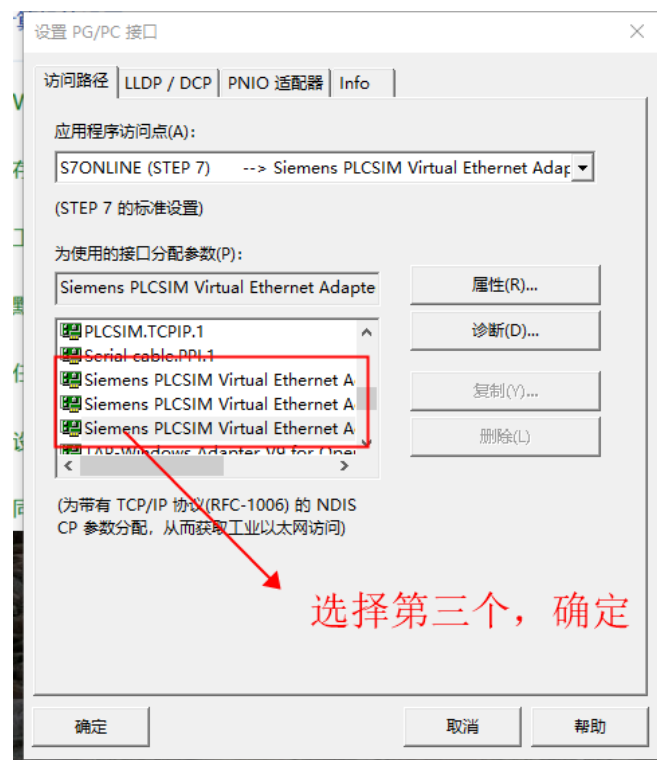 设置 PG/PC 接口
访问路径 LLDP / DCP PNIO 适配器 Info
应用程序访问点(A):
S7ONLINE (STEP 7) --> Siemens PLCSIM Virtual Ethernet Adap
(STEP 7 的标准设置)
为使用的接口分配参数(P):
Siemens PLCSIM Virtual Ethernet Adapte
属性(R)...
PLCSIM.TCPIP.1
诊断(D)...
Serial cable.PPI.1
Siemens PLCSIM Virtual Ethernet A
复制(Y)...
Siemens PLCSIM Virtual Ethernet A
Siemens PLCSIM Virtual Ethernet A
删除(L)
TAP-Windows Adapter V9 for Ope
(为带有 TCP/IP 协议(RFC-1006) 的 NDIS
CP 参数分配，从而获取工业以太网访问)
选择第三个，确定
确定 取消 帮助